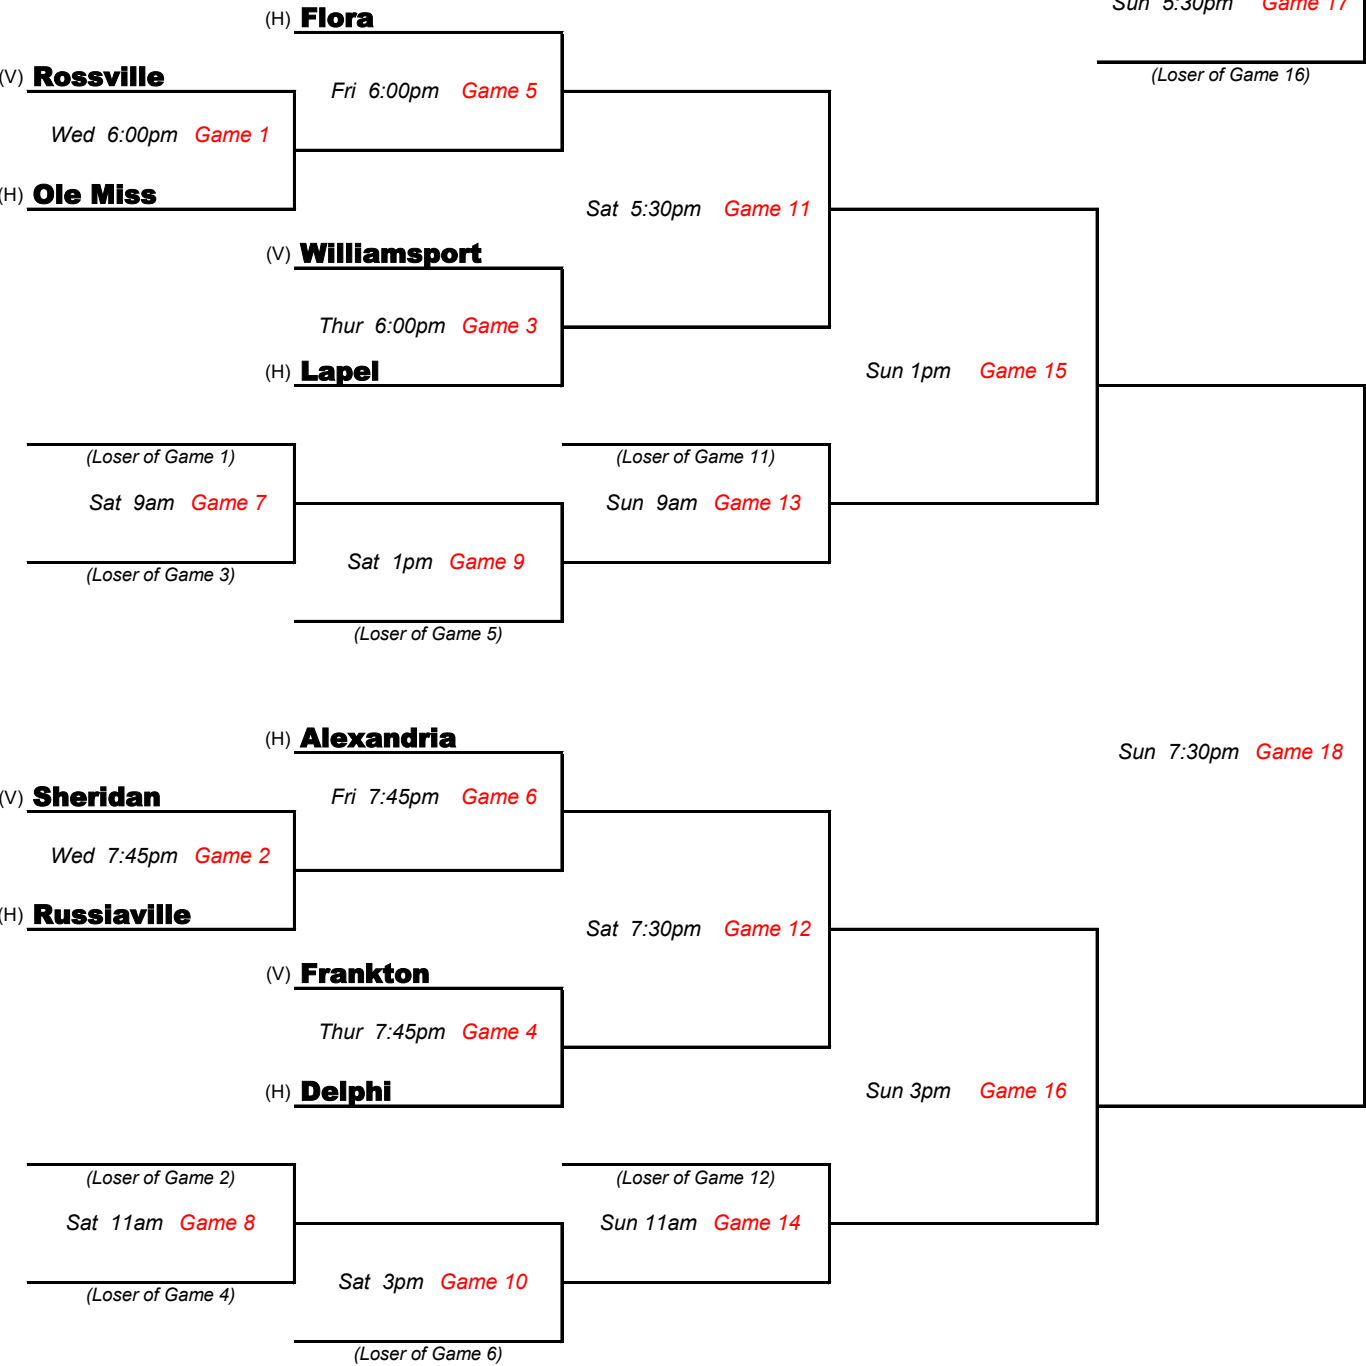 Sun 5:30pm Game 17
(H) Flora
(Loser of Game 16)
(V) Rossville
Fri 6:00pm Game 5
Wed 6:00pm Game 1
(H) Ole Miss
Sat 5:30pm Game 11
(V) Williamsport
Thur 6:00pm Game 3
(H) Lapel
Sun 1pm Game 15
(Loser of Game 1)
(Loser of Game 11)
Sat 9am Game 7
Sun 9am Game 13
Sat 1pm Game 9
(Loser of Game 3)
(Loser of Game 5)
(H) Alexandria
Sun 7:30pm Game 18
(V) Sheridan
Fri 7:45pm Game 6
Wed 7:45pm Game 2
(H) Russiaville
Sat 7:30pm Game 12
(V) Frankton
Thur 7:45pm Game 4
(H) Delphi
Sun 3pm Game 16
(Loser of Game 2)
(Loser of Game 12)
Sat 11am Game 8
Sun 11am Game 14
Sat 3pm Game 10
(Loser of Game 4)
(Loser of Game 6)